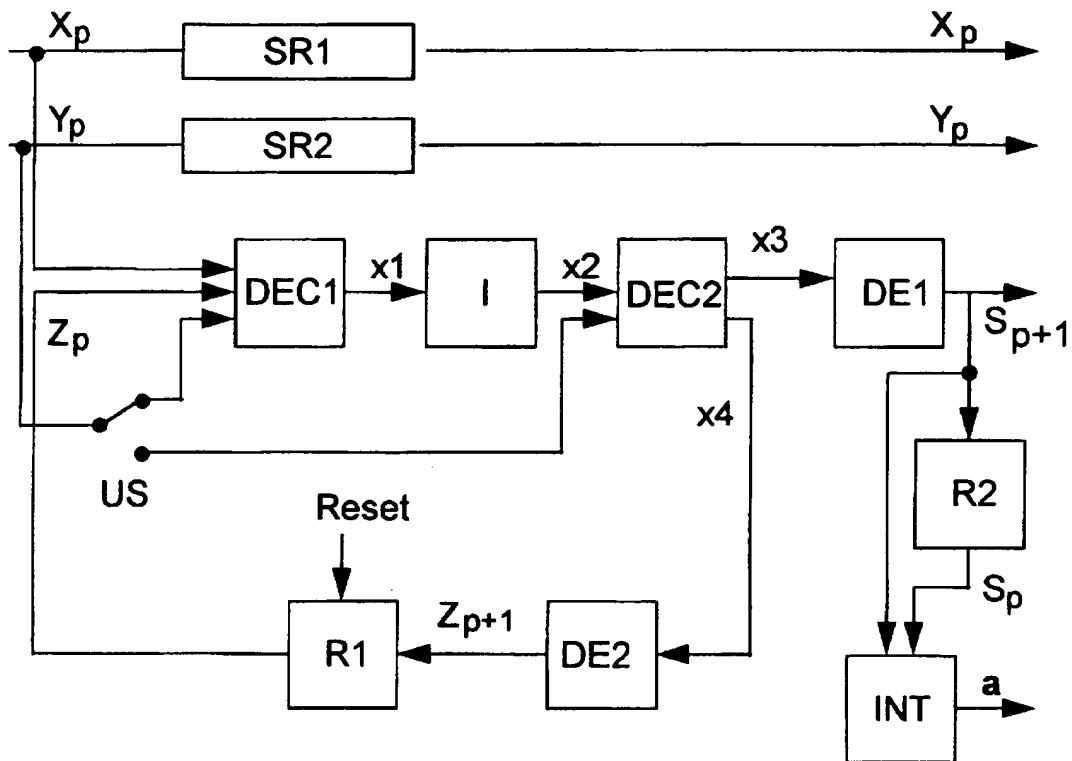 Xp SR1 Xp
Yp SR2 Yp
DEC1 x1 I x2 DEC2 x3 DE1
Zp
Sp+1
x4
US
R2
Reset
Sp
R1 Zp+1 DE2
INT a